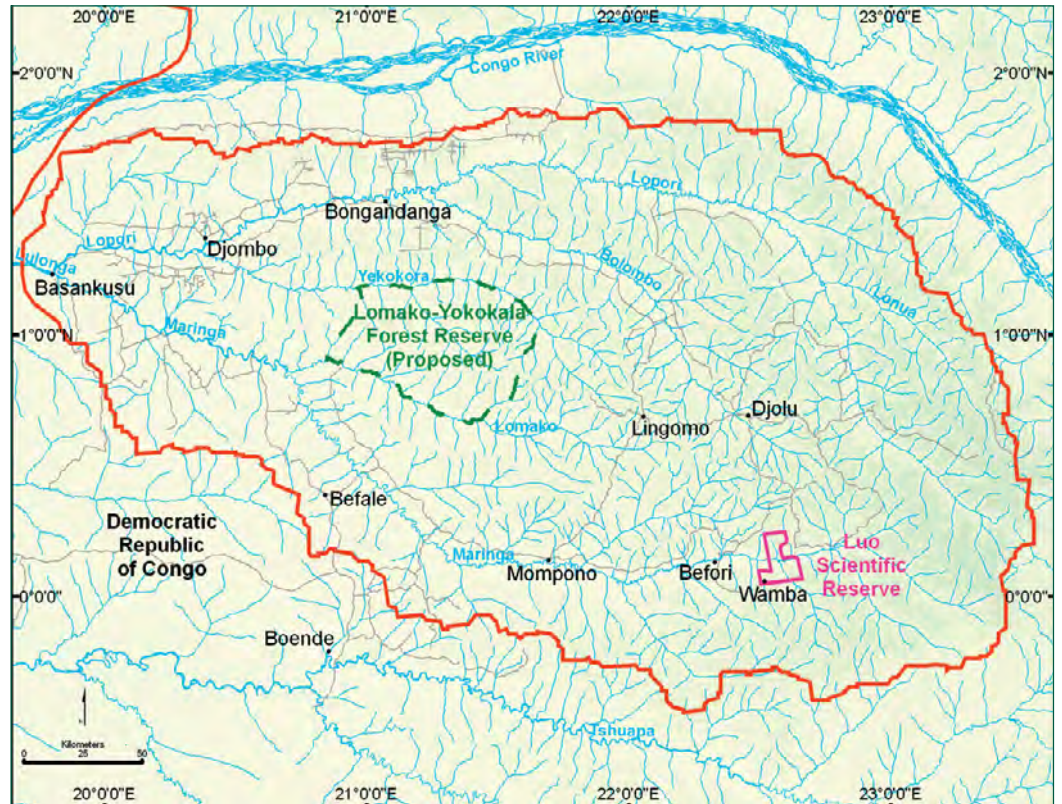 20°0'0"E 21°0'0"E 22°0'0"E 23°0'0"E
2°0'0"N 2°0'0"N
Congo River
Lopori
Bongandanga
Djombo
Lopori
Lulonga
Basankusu
Yekokora
Bolombo
Lonua
Maringa
Lomako-Yokokala
Forest Reserve
(Proposed)
1°0'0"N 1°0'0"N
Djolu
Lingomo
Lomako
Befale
Democratic
Republic
of Congo
Maringa
Mompono
Befori
Wamba
Luo
Scientific
Reserve
0°0'0" 0°0'0"
Boende
Tshuapa
Kilometers
0 25 50
20°0'0"E 21°0'0"E 22°0'0"E 23°0'0"E